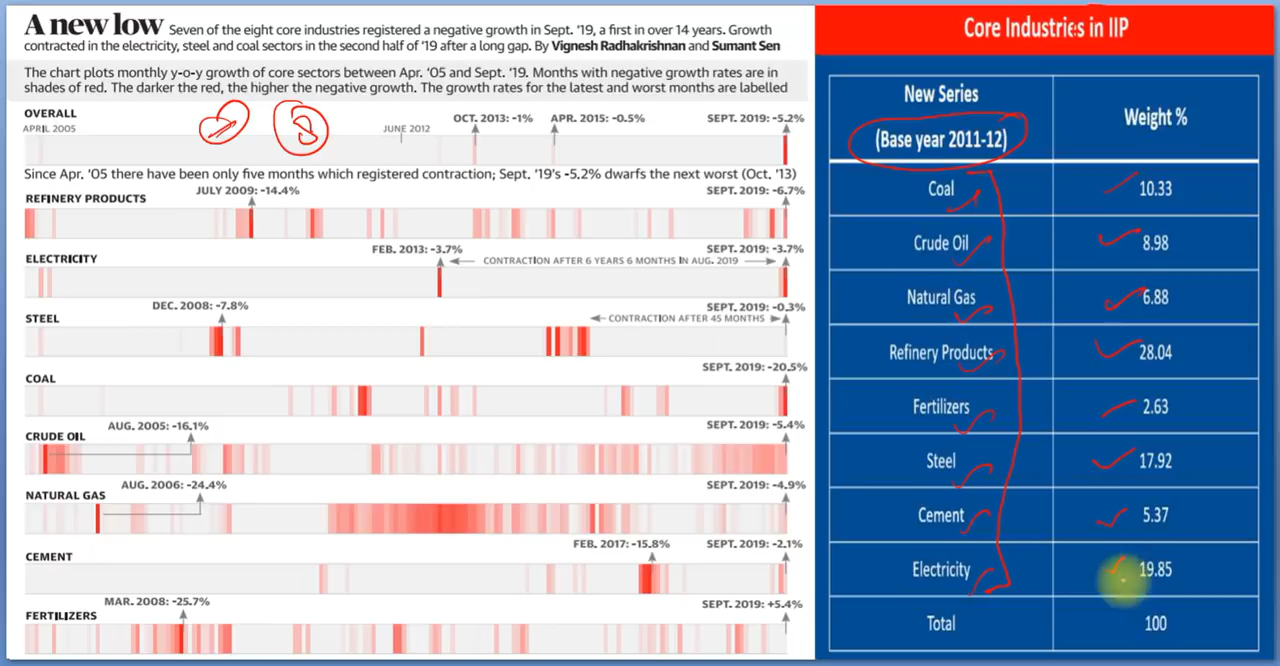 A new low Seven of the eight core industries registered a negative growth in Sept. '19, a first in over 14 years. Growth
contracted in the electricity, steel and coal sectors in the second half of '19 after a long gap. By Vignesh Radhakrishnan and Sumant Sen
The chart plots monthly y-o-y growth of core sectors between Apr. '05 and Sept. '19. Months with negative growth rates are in
shades of red. The darker the red, the higher the negative growth. The growth rates for the latest and worst months are labelled
OVERALL
APRIL 2005
8
JUNE 2012
OCT. 2013: -1%
APR. 2015: -0.5%
SEPT. 2019: -5.2%
Since Apr. '05 there have been only five months which registered contraction; Sept. '19's -5.2% dwarfs the next worst (Oct. '13)
REFINERY PRODUCTS
JULY 2009: -14.4%
SEPT. 2019: -6.7%
ELECTRICITY
FEB. 2013: -3.7%
SEPT. 2019: -3.7%
CONTRACTION AFTER 6 YEARS 6 MONTHS IN AUG. 2019
STEEL
DEC. 2008: -7.8%
SEPT. 2019: -0.3%
CONTRACTION AFTER 45 MONTHS
COAL
SEPT. 2019: -20.5%
CRUDE OIL
AUG. 2005: -16.1%
SEPT. 2019: -5.4%
NATURAL GAS
AUG. 2006: -24.4%
SEPT. 2019: -4.9%
CEMENT
FEB. 2017: -15.8%
SEPT. 2019: -2.1%
FERTILIZERS
MAR. 2008: -25.7%
SEPT. 2019: +5.4%
Core Industries in IIP
New Series
(Base year 2011-12)
Weight %
Coal 10.33
Crude Oil 8.98
Natural Gas 6.88
Refinery Products 28.04
Fertilizers 2.63
Steel 17.92
Cement 5.37
Electricity 19.85
Total 100